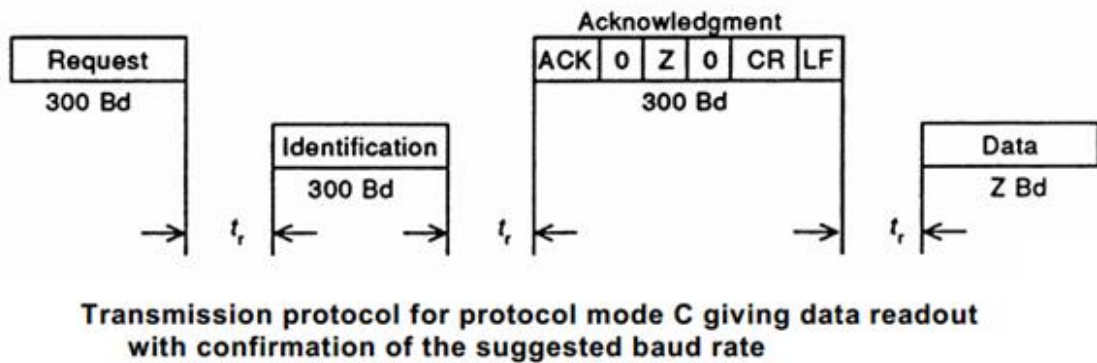 Acknowledgment
Request
ACK 0 Z 0 CR LF
300 Bd
300 Bd
Identification
Data
300 Bd
Z Bd
tr tr tr
Transmission protocol for protocol mode C giving data readout
with confirmation of the suggested baud rate